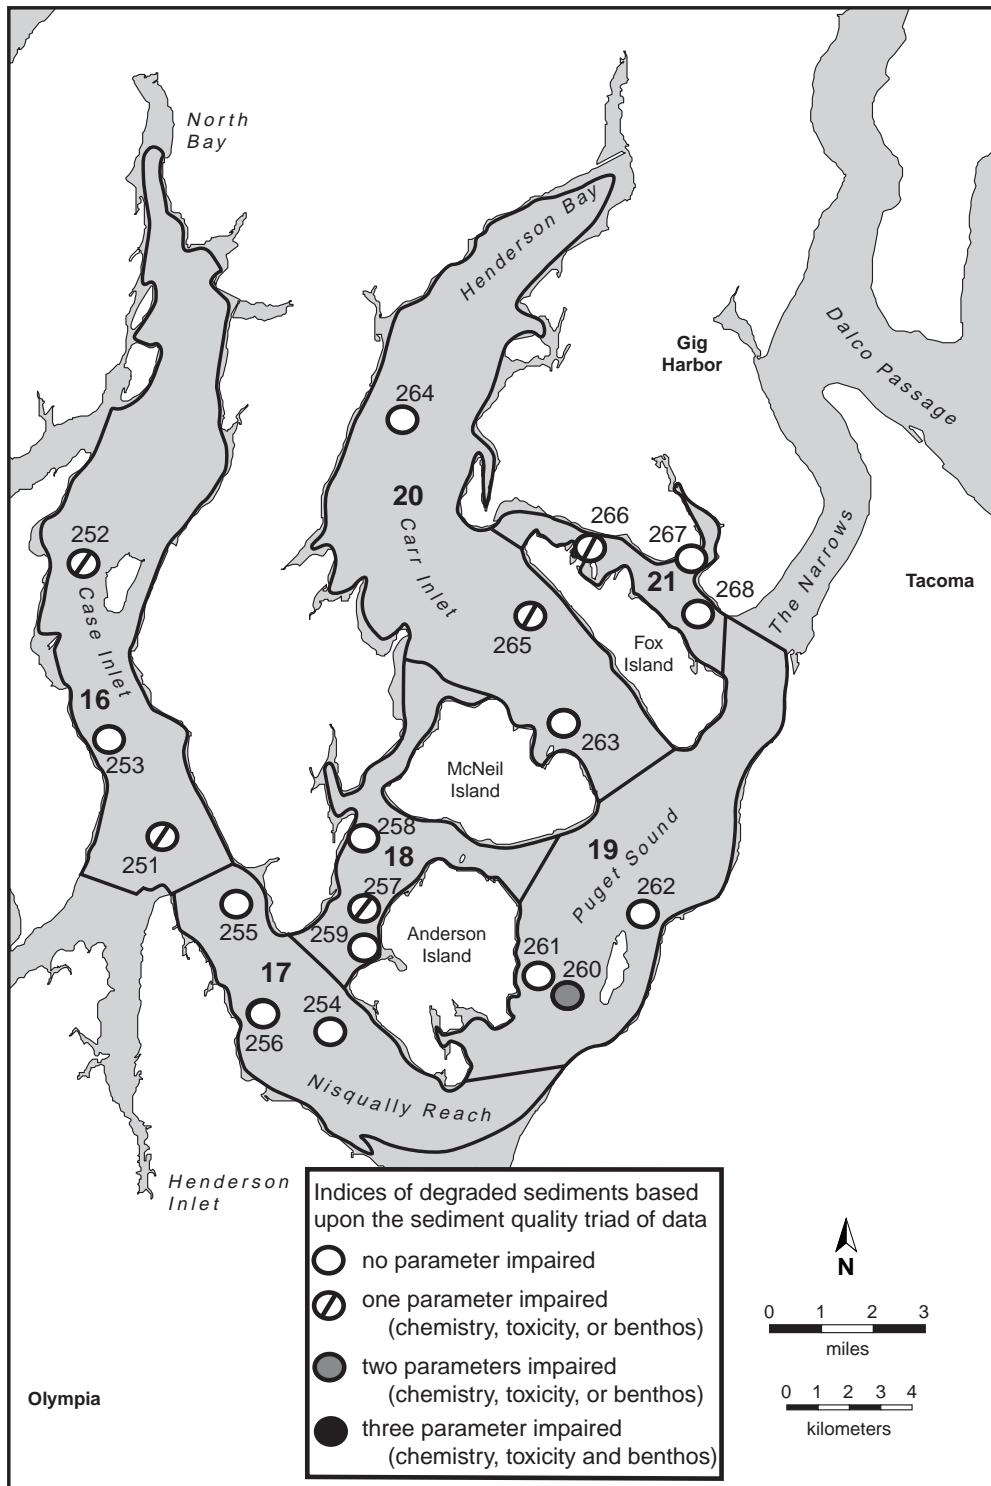 North
Bay
Henderson Bay
Gig
Harbor
Dalco Passage
264
20
Carr Inlet
252
Case Inlet
266
267
21
268
The Narrows
Tacoma
265
Fox
Island
16
253
263
McNeil
Island
251
258
18
19
Puget Sound
257
262
255
259
Anderson
Island
261
260
17
254
256
Nisqually Reach
Henderson
Inlet
Indices of degraded sediments based
upon the sediment quality triad of data
no parameter impaired
one parameter impaired
(chemistry, toxicity, or benthos)
two parameters impaired
(chemistry, toxicity, or benthos)
three parameter impaired
(chemistry, toxicity and benthos)
N
0 1 2 3
miles
0 1 2 3 4
kilometers
Olympia